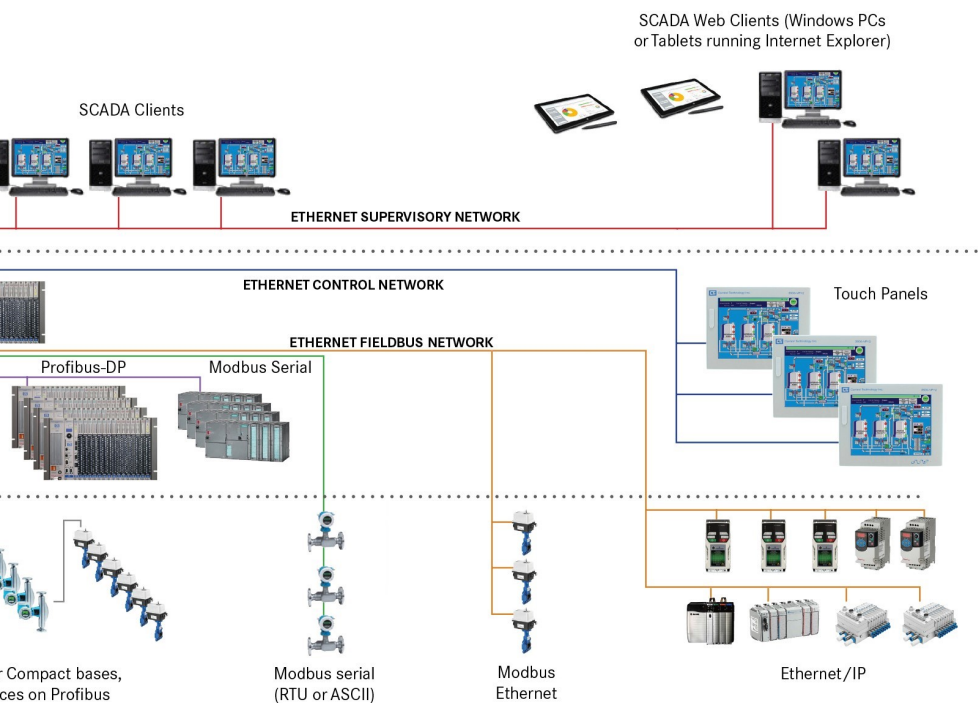 SCADA Web Clients (Windows PCs
or Tablets running Internet Explorer)
SCADA Clients
ETHERNET SUPERVISORY NETWORK
ETHERNET CONTROL NETWORK
Touch Panels
ETHERNET FIELDBUS NETWORK
Profibus-DP
Modbus Serial
r Compact bases,
ces on Profibus
Modbus serial
(RTU or ASCII)
Modbus
Ethernet
Ethernet/IP